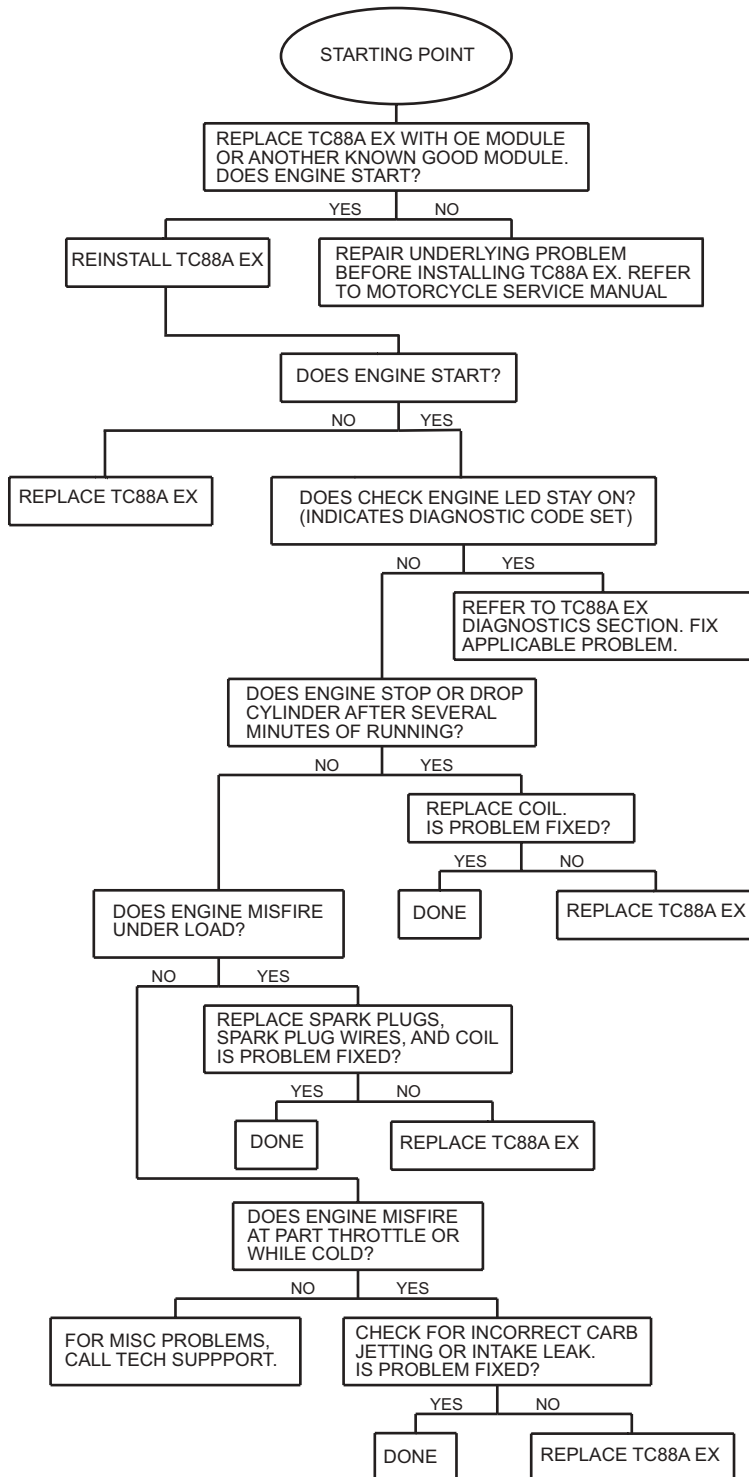 STARTING POINT
REPLACE TC88A EX WITH OE MODULE
OR ANOTHER KNOWN GOOD MODULE.
DOES ENGINE START?
YES
NO
REINSTALL TC88A EX
REPAIR UNDERLYING PROBLEM
BEFORE INSTALLING TC88A EX. REFER
TO MOTORCYCLE SERVICE MANUAL
DOES ENGINE START?
NO
YES
REPLACE TC88A EX
DOES CHECK ENGINE LED STAY ON?
(INDICATES DIAGNOSTIC CODE SET)
NO
YES
REFER TO TC88A EX
DIAGNOSTICS SECTION. FIX
APPLICABLE PROBLEM.
DOES ENGINE STOP OR DROP
CYLINDER AFTER SEVERAL
MINUTES OF RUNNING?
NO
YES
REPLACE COIL.
IS PROBLEM FIXED?
YES
NO
DONE
REPLACE TC88A EX
DOES ENGINE MISFIRE
UNDER LOAD?
NO
YES
REPLACE SPARK PLUGS,
SPARK PLUG WIRES, AND COIL
IS PROBLEM FIXED?
YES
NO
DONE
REPLACE TC88A EX
DOES ENGINE MISFIRE
AT PART THROTTLE OR
WHILE COLD?
NO
YES
FOR MISC PROBLEMS,
CALL TECH SUPPPORT.
CHECK FOR INCORRECT CARB
JETTING OR INTAKE LEAK.
IS PROBLEM FIXED?
YES
NO
DONE
REPLACE TC88A EX